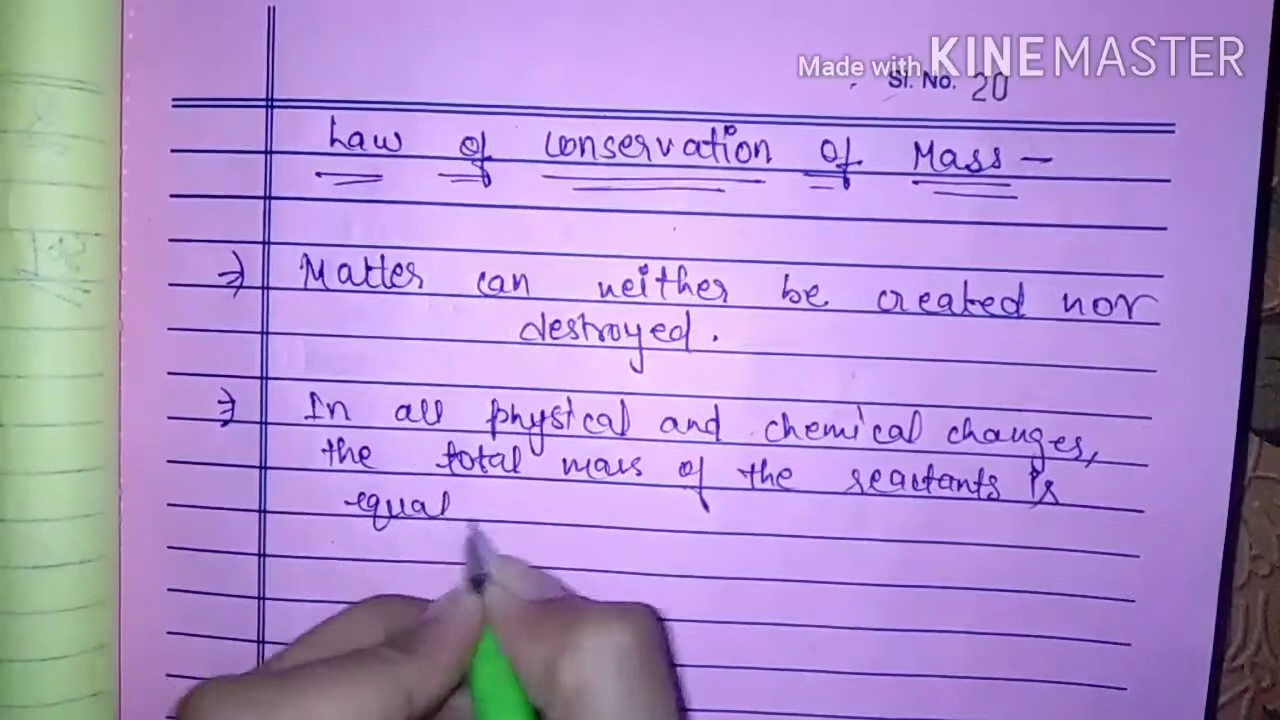 Made with KINEMASTER
Sl. No. 20
Law of conservation of Mass —
⇒ Matter can neither be created nor
destroyed.
⇒ In all physical and chemical changes,
the total mass of the reactants is
equal